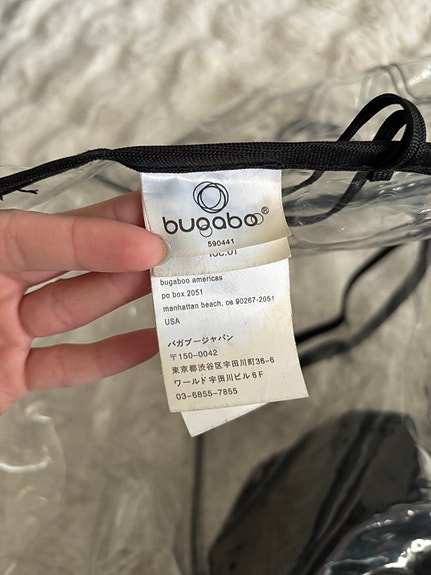 bugaboo®
590441
bugaboo americas
po box 2051
manhattan beach, ca 90267-2051
USA
バガブージャパン
〒150-0042
東京都渋谷区宇田川町36-6
ワールド宇田川ビル6F
03-6855-7855